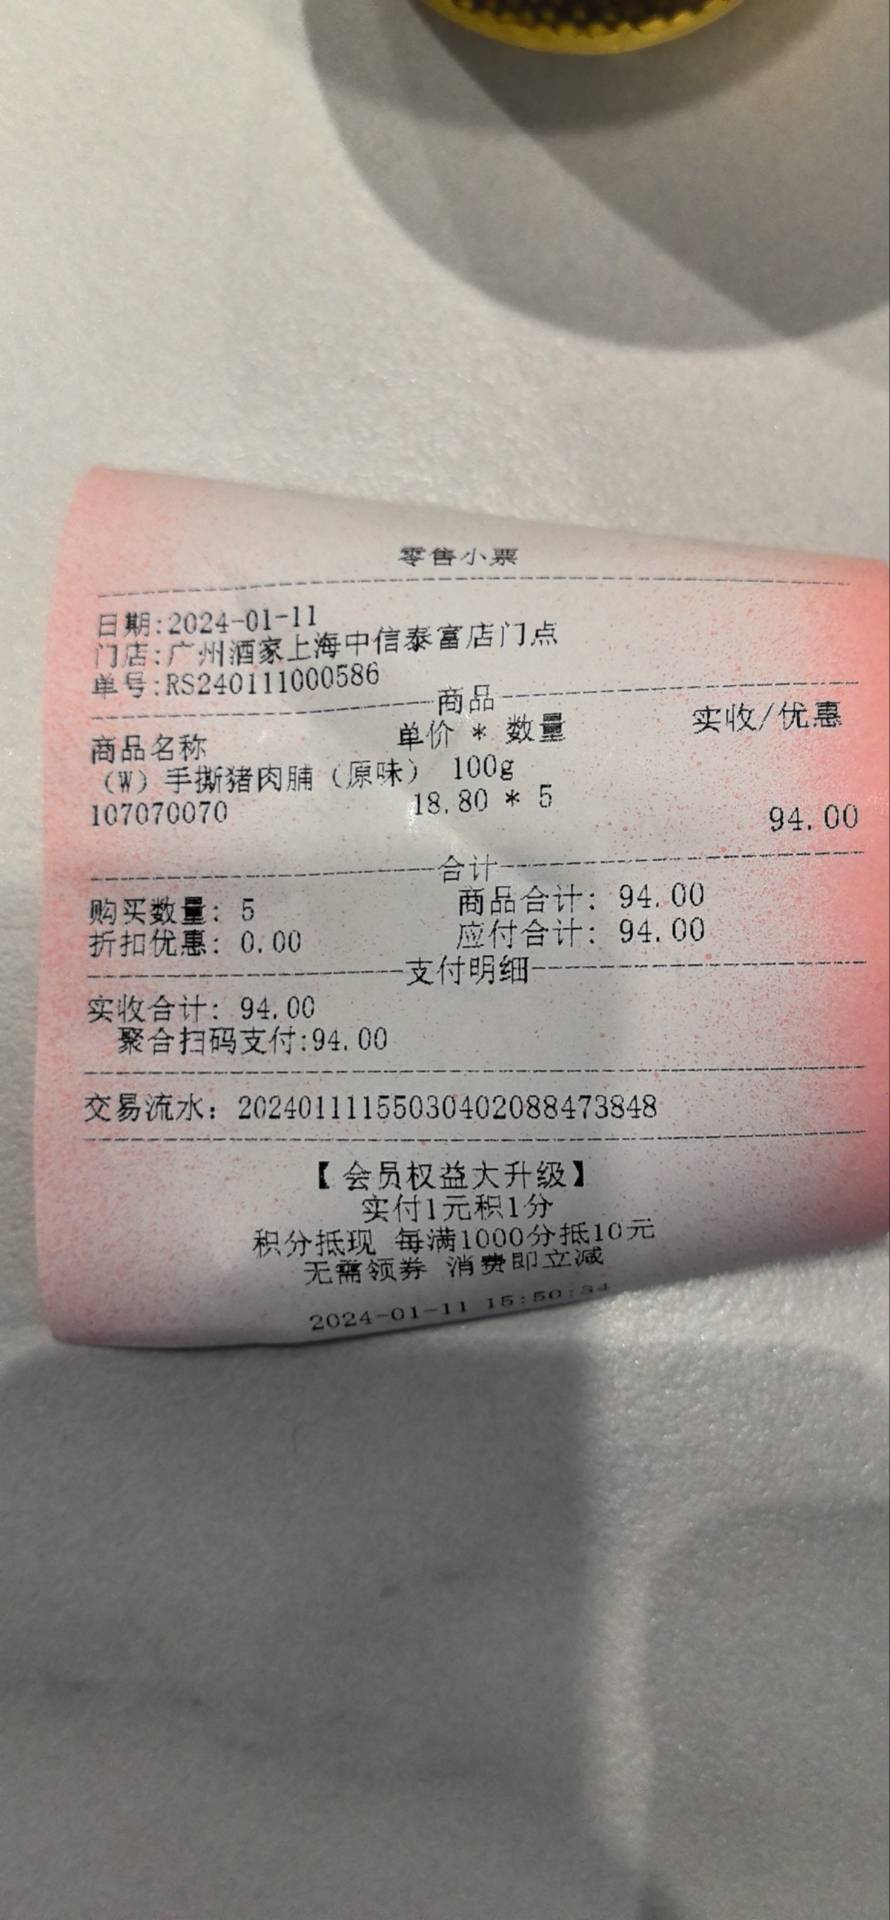 零售小票
日期:2024-01-11
门店:广州酒家上海中信泰富店门点
单号:RS240111000586
商品
商品名称 单价 * 数量 实收/优惠
(W) 手撕猪肉脯（原味） 100g
107070070 18.80 * 5 94.00
合计
购买数量: 5 商品合计: 94.00
折扣优惠: 0.00 应付合计: 94.00
支付明细
实收合计: 94.00
聚合扫码支付:94.00
交易流水: 20240111155030402088473848
【会员权益大升级】
实付1元积1分
积分抵现 每满1000分抵10元
无需领券 消费即立减
2024-01-11 15:50:34